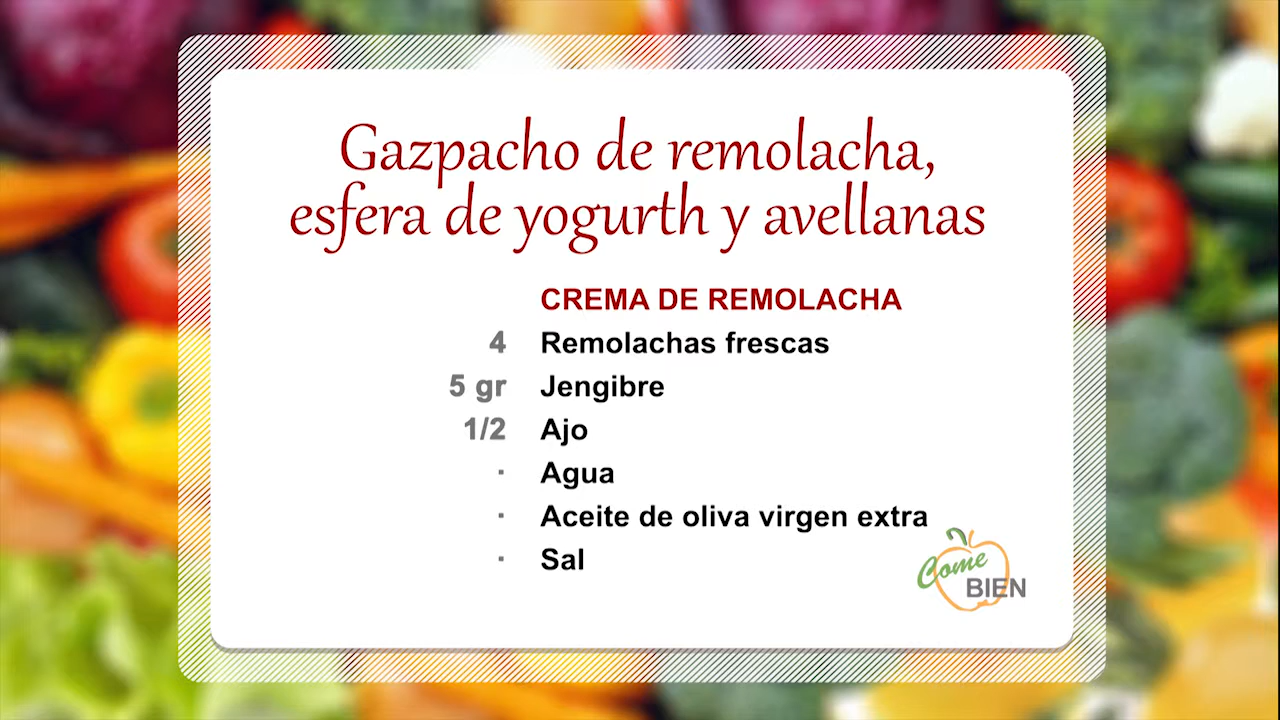 Gazpacho de remolacha,
esfera de yogurth y avellanas
CREMA DE REMOLACHA
4 Remolachas frescas
5 gr Jengibre
1/2 Ajo
· Agua
· Aceite de oliva virgen extra
· Sal
Come
BIEN